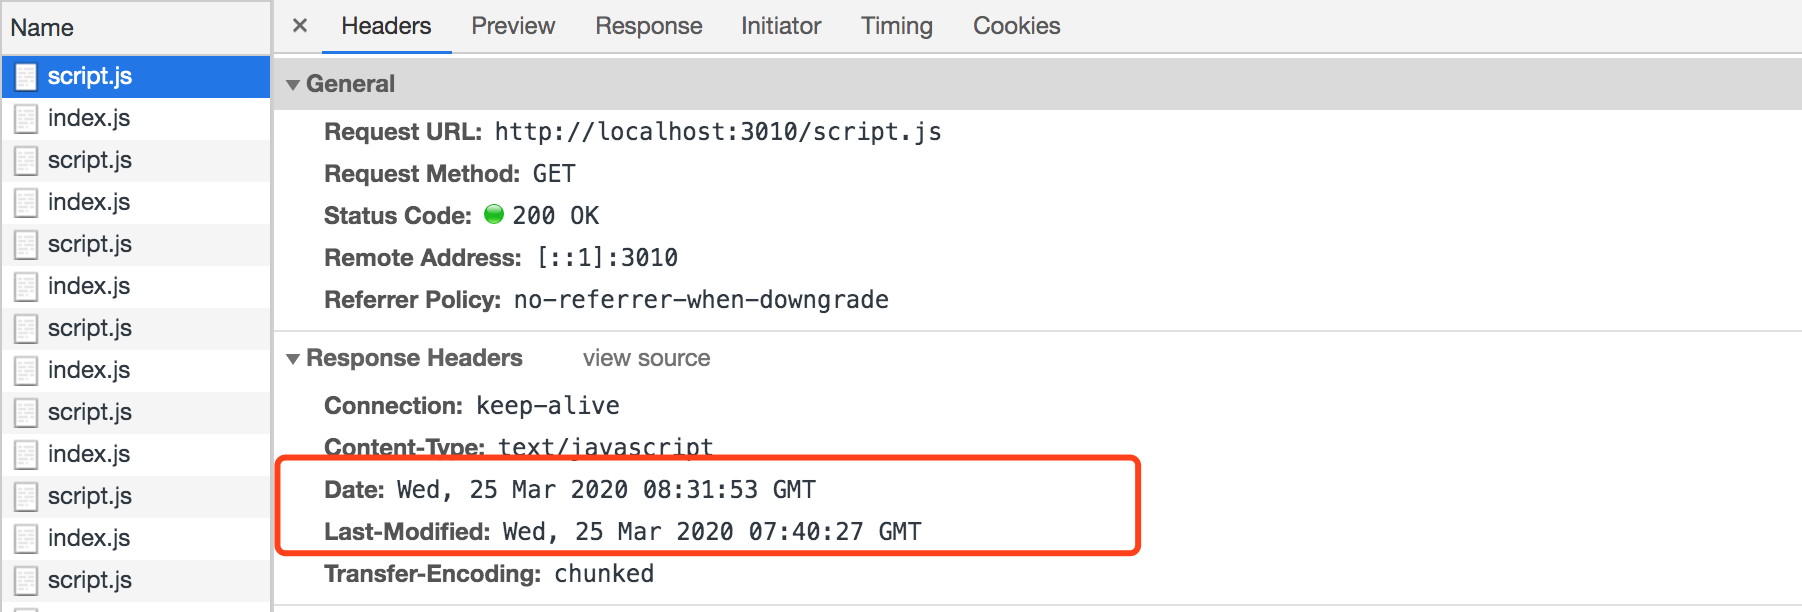 Name
script.js
index.js
script.js
index.js
script.js
index.js
script.js
index.js
script.js
index.js
script.js
index.js
script.js
× Headers Preview Response Initiator Timing Cookies
▼ General
Request URL: http://localhost:3010/script.js
Request Method: GET
Status Code: 200 OK
Remote Address: [::1]:3010
Referrer Policy: no-referrer-when-downgrade
▼ Response Headers view source
Connection: keep-alive
Content-Type: text/javascript
Date: Wed, 25 Mar 2020 08:31:53 GMT
Last-Modified: Wed, 25 Mar 2020 07:40:27 GMT
Transfer-Encoding: chunked